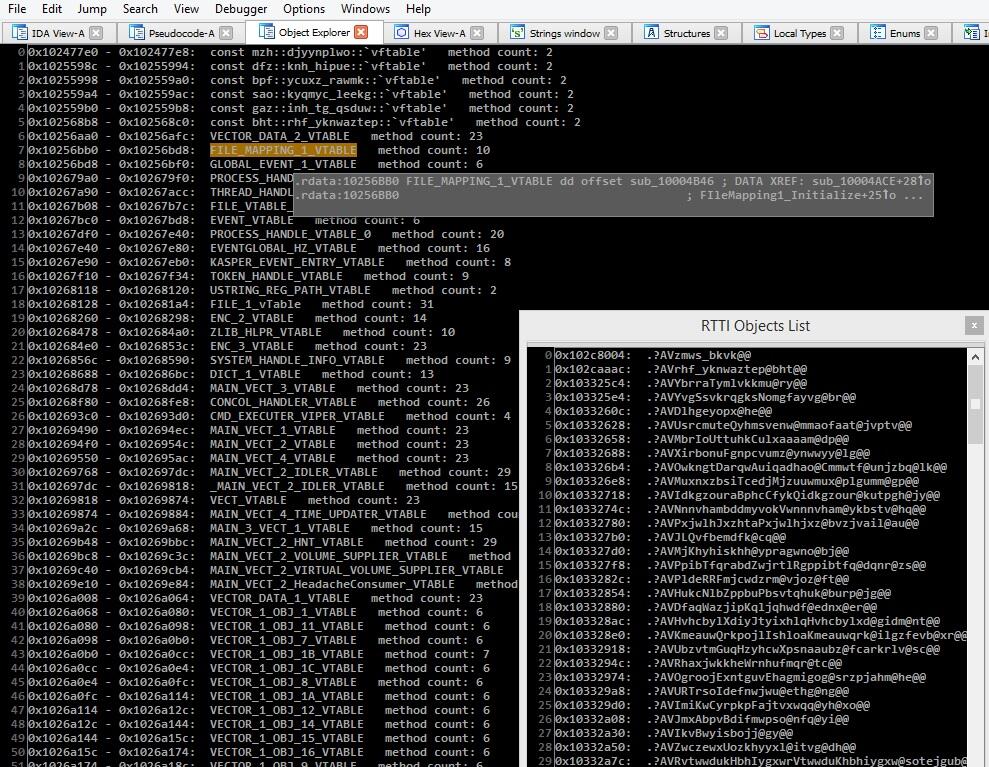 File Edit Jump Search View Debugger Options Windows Help
IDA View-A Pseudocode-A Object Explorer Hex View-A Strings window Structures Local Types Enums
0 0x102477e0 - 0x102477e8: const mzh::djyynplwo::`vftable' method count: 2
1 0x1025598c - 0x10255994: const dfz::knh_hipue::`vftable' method count: 2
2 0x10255998 - 0x102559a0: const bpf::ycuxz_rawmk::`vftable' method count: 2
3 0x102559a4 - 0x102559ac: const sao::kyqmyc_leekg::`vftable' method count: 2
4 0x102559b0 - 0x102559b8: const gaz::inh_tg_qsduw::`vftable' method count: 2
5 0x102568b8 - 0x102568c0: const bht::rhf_yknwaztep::`vftable' method count: 2
6 0x10256aa0 - 0x10256afc: VECTOR_DATA_2_VTABLE method count: 23
7 0x10256bb0 - 0x10256bd8: FILE_MAPPING_1_VTABLE method count: 10
8 0x10256bd8 - 0x10256bf0: GLOBAL_EVENT_1_VTABLE method count: 6
9 0x102679a0 - 0x102679f0: PROCESS_HAND
.rdata:10256BB0 FILE_MAPPING_1_VTABLE dd offset sub_10004B46 ; DATA XREF: sub_10004ACE+28↑o
10 0x10267a90 - 0x10267acc: THREAD_HANDL
.rdata:10256BB0 ; FIleMapping1_Initialize+25↑o ...
11 0x10267b08 - 0x10267b7c: FILE_VTABLE_
12 0x10267bc0 - 0x10267bd8: EVENT_VTABLE method count: 6
13 0x10267df0 - 0x10267e40: PROCESS_HANDLE_VTABLE_0 method count: 20
14 0x10267e40 - 0x10267e80: EVENTGLOBAL_HZ_VTABLE method count: 16
15 0x10267e90 - 0x10267eb0: KASPER_EVENT_ENTRY_VTABLE method count: 8
16 0x10267f10 - 0x10267f34: TOKEN_HANDLE_VTABLE method count: 9
17 0x10268118 - 0x10268120: USTRING_REG_PATH_VTABLE method count: 2
18 0x10268128 - 0x102681a4: FILE_1_vTable method count: 31
19 0x10268260 - 0x10268298: ENC_2_VTABLE method count: 14
20 0x10268478 - 0x102684a0: ZLIB_HLPR_VTABLE method count: 10
21 0x102684e0 - 0x1026853c: ENC_3_VTABLE method count: 23
22 0x1026856c - 0x10268590: SYSTEM_HANDLE_INFO_VTABLE method count: 9
23 0x10268688 - 0x102686bc: DICT_1_VTABLE method count: 13
24 0x10268d78 - 0x10268dd4: MAIN_VECT_3_VTABLE method count: 23
25 0x10268f80 - 0x10268fe8: CONCOL_HANDLER_VTABLE method count: 26
26 0x102693c0 - 0x102693d0: CMD_EXECUTER_VIPER_VTABLE method count: 4
27 0x10269490 - 0x102694ec: MAIN_VECT_1_VTABLE method count: 23
28 0x102694f0 - 0x1026954c: MAIN_VECT_2_VTABLE method count: 23
29 0x10269550 - 0x102695ac: MAIN_VECT_4_VTABLE method count: 23
30 0x10269768 - 0x102697dc: MAIN_VECT_2_IDLER_VTABLE method count: 29
31 0x102697dc - 0x10269818: _MAIN_VECT_2_IDLER_VTABLE method count: 15
32 0x10269818 - 0x10269874: VECT_VTABLE method count: 23
33 0x10269874 - 0x10269884: MAIN_VECT_4_TIME_UPDATER_VTABLE method cou
34 0x10269a2c - 0x10269a68: MAIN_3_VECT_1_VTABLE method count: 15
35 0x10269b48 - 0x10269bbc: MAIN_VECT_2_HNT_VTABLE method count: 29
36 0x10269bc8 - 0x10269c3c: MAIN_VECT_2_VOLUME_SUPPLIER_VTABLE method
37 0x10269c40 - 0x10269cb4: MAIN_VECT_2_VIRTUAL_VOLUME_SUPPLIER_VTABLE
38 0x10269e10 - 0x10269e84: MAIN_VECT_2_HeadacheConsumer_VTABLE method
39 0x1026a008 - 0x1026a064: VECTOR_DATA_1_VTABLE method count: 23
40 0x1026a068 - 0x1026a080: VECTOR_1_OBJ_1_VTABLE method count: 6
41 0x1026a080 - 0x1026a098: VECTOR_1_OBJ_11_VTABLE method count: 6
42 0x1026a098 - 0x1026a0b0: VECTOR_1_OBJ_7_VTABLE method count: 6
43 0x1026a0b0 - 0x1026a0cc: VECTOR_1_OBJ_1B_VTABLE method count: 7
44 0x1026a0cc - 0x1026a0e4: VECTOR_1_OBJ_1C_VTABLE method count: 6
45 0x1026a0e4 - 0x1026a0fc: VECTOR_1_OBJ_8_VTABLE method count: 6
46 0x1026a0fc - 0x1026a114: VECTOR_1_OBJ_1A_VTABLE method count: 6
47 0x1026a114 - 0x1026a12c: VECTOR_1_OBJ_12_VTABLE method count: 6
48 0x1026a12c - 0x1026a144: VECTOR_1_OBJ_10_VTABLE method count: 6
49 0x1026a144 - 0x1026a15c: VECTOR_1_OBJ_15_VTABLE method count: 6
50 0x1026a15c - 0x1026a174: VECTOR_1_OBJ_16_VTABLE method count: 6
51 0x1026a174 - 0x1026a18c: VECTOR_1_OBJ_9_VTABLE method count: 6
RTTI Objects List
0 0x102c8004: .?AVzmws_bkvk@@
1 0x102caaac: .?AVrhf_yknwaztep@bht@@
2 0x103325c4: .?AVYbrraTymlvkkmu@ry@@
3 0x103325e4: .?AVYvgSsvkrqgksNomgfayvg@br@@
4 0x1033260c: .?AVDlhgeyopx@he@@
5 0x10332628: .?AVUsrcmuteQyhmsvenw@mmaofaat@jvptv@@
6 0x10332658: .?AVMbrIoUttuhkCulxaaaam@dp@@
7 0x10332688: .?AVXirbonuFgnpcvumz@ynwwyy@lg@@
8 0x103326b4: .?AVOwkngtDarqwAuiqadhao@Cmmwtf@unjzbq@lk@@
9 0x103326e8: .?AVMuxnxzbsiTcedjMjzuuwmux@plgumm@gp@@
10 0x10332718: .?AVIdkgzouraBphcCfykQidkgzour@kutpgh@jy@@
11 0x1033274c: .?AVNnnvhambddmyvokVwnnnvham@ykbstv@hq@@
12 0x10332780: .?AVPxjwlhJxzhtaPxjwlhjxz@bvzjvail@au@@
13 0x103327b0: .?AVJLQvfbemdfk@cq@@
14 0x103327d0: .?AVMjKhyhiskhh@ypragwno@bj@@
15 0x103327f8: .?AVPpibTfqrabdZwjrtlRgppibtfq@dqnr@zs@@
16 0x1033282c: .?AVPldeRRFmjcwdzrm@vjoz@ft@@
17 0x10332854: .?AVHukcNlbZppbuPbsvtqhuk@burp@jg@@
18 0x10332880: .?AVDfaqWazjipKqljqhwdf@ednx@er@@
19 0x103328ac: .?AVHvhcbylXdiyJtyixhlqHvhcbylxd@gidm@nt@@
20 0x103328e0: .?AVKmeauwQrkpojlIshloaKmeauwqrk@ilgzfevb@xr@@
21 0x10332918: .?AVUbzvtmGuqHzyhcwXpsnaaubz@fcarkrlv@sc@@
22 0x1033294c: .?AVRhaxjwkkheWrnhufmqr@tc@@
23 0x10332974: .?AVOgroojExntguvEhagmigog@srzpjahm@he@@
24 0x103329a8: .?AVURTrsoIdefnwjwu@ethg@ng@@
25 0x103329d0: .?AVImiKwCyrpkpFajtvxwqq@yh@xo@@
26 0x10332a08: .?AVJmxAbpvBdifmwpso@nfq@yi@@
27 0x10332a30: .?AVIkvBwyisbojj@gy@@
28 0x10332a50: .?AVZwczewxUozkhyyxl@itvg@dh@@
29 0x10332a7c: .?AVRvtwwdukHbhIygxwrVtwwduKhbhiygxw@sotejgub@